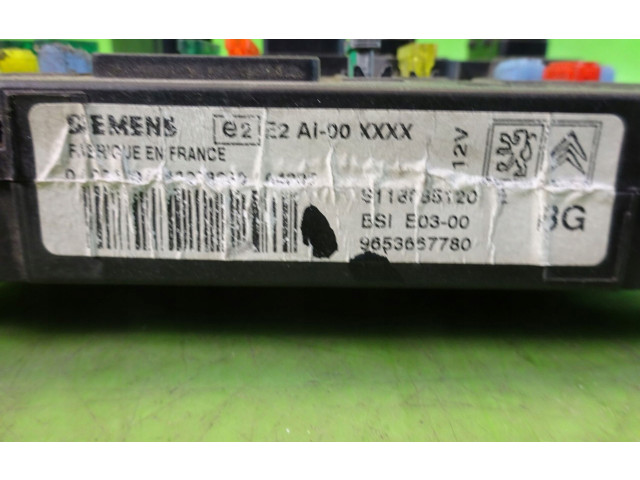 SIEMENS e2 E2 AI-00 XXXX
FABRIQUE EN FRANCE
12V
BSI E03-00
9653657780
BG